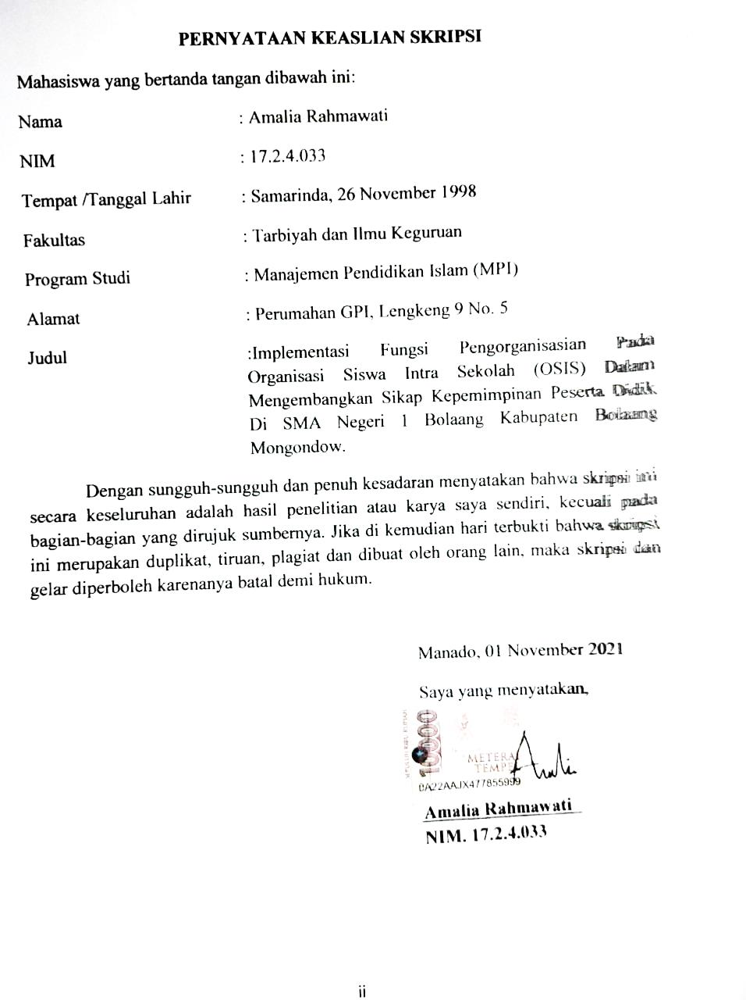 PERNYATAAN KEASLIAN SKRIPSI
Mahasiswa yang bertanda tangan dibawah ini:
Nama : Amalia Rahmawati
NIM : 17.2.4.033
Tempat /Tanggal Lahir : Samarinda, 26 November 1998
Fakultas : Tarbiyah dan Ilmu Keguruan
Program Studi : Manajemen Pendidikan Islam (MPI)
Alamat : Perumahan GPI, Lengkeng 9 No. 5
Judul :Implementasi Fungsi Pengorganisasian Pada
Organisasi Siswa Intra Sekolah (OSIS) Dalam
Mengembangkan Sikap Kepemimpinan Peserta Didik
Di SMA Negeri 1 Bolaang Kabupaten Bolaang
Mongondow.
Dengan sungguh-sungguh dan penuh kesadaran menyatakan bahwa skripsi ini
secara keseluruhan adalah hasil penelitian atau karya saya sendiri, kecuali pada
bagian-bagian yang dirujuk sumbernya. Jika di kemudian hari terbukti bahwa skripsi
ini merupakan duplikat, tiruan, plagiat dan dibuat oleh orang lain, maka skripsi dan
gelar diperboleh karenanya batal demi hukum.
Manado, 01 November 2021
Saya yang menyatakan,
10000
METERAI
TEMPEL
0A22AAJX477855999
Amalia Rahmawati
NIM. 17.2.4.033
ii